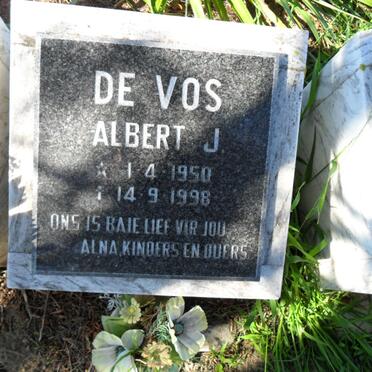 DE VOS
ALBERT J
* 1 4 1950
† 14 9 1998
ONS IS BAIE LIEF VIR JOU
ALNA, KINDERS EN OUERS